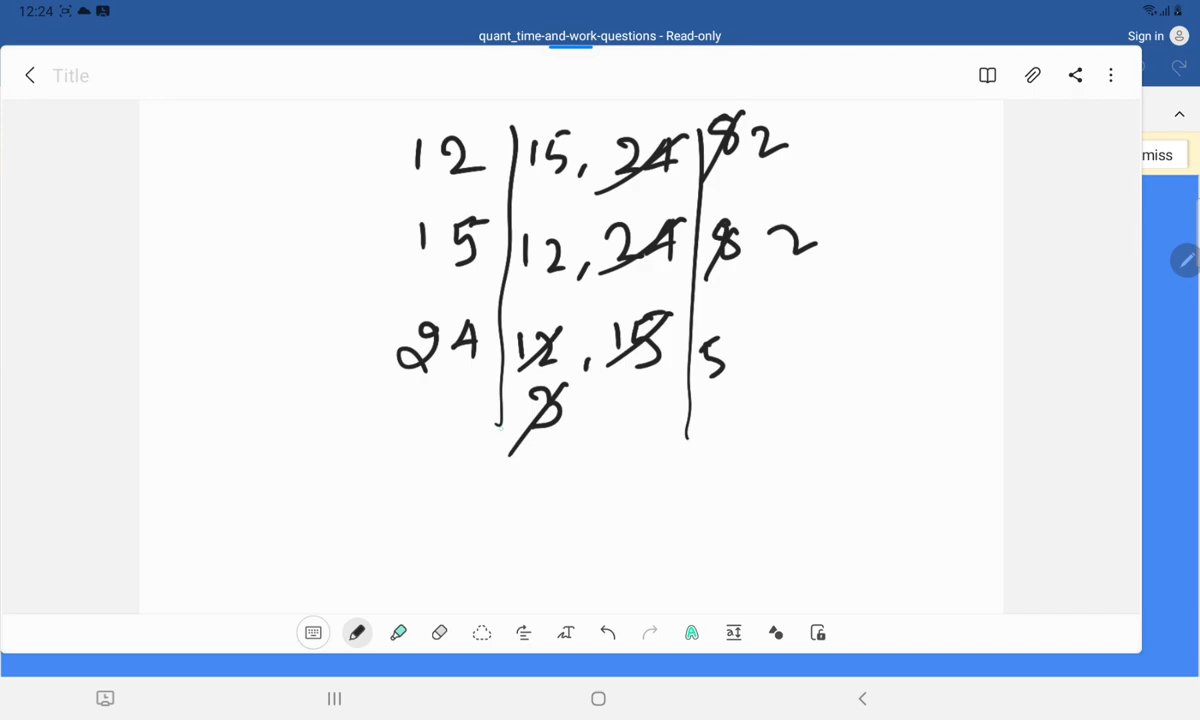 12:24
quant_time-and-work-questions - Read-only
Sign in
Title
miss
12 15, 24 8 2
15 12, 24 8 2
24 12, 15 5
3